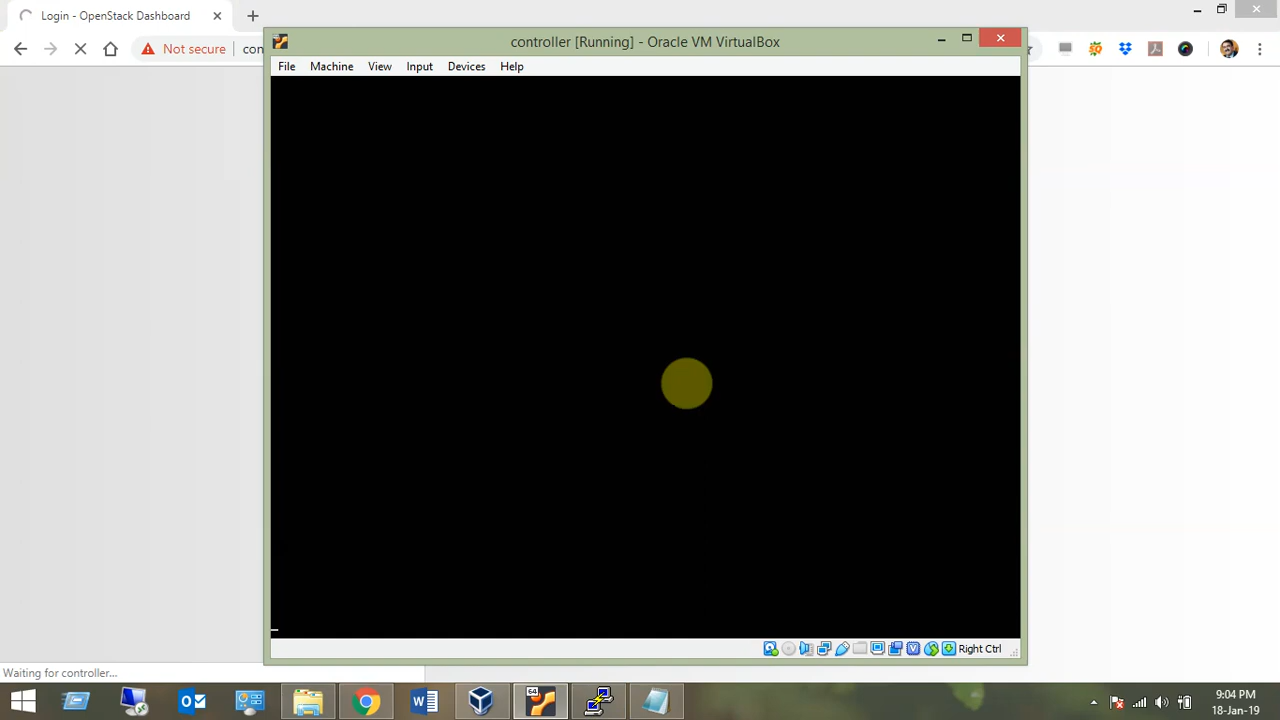 Login - OpenStack Dashboard
Not secure
con
controller [Running] - Oracle VM VirtualBox
File Machine View Input Devices Help
Right Ctrl
Waiting for controller...
64
9:04 PM
18-Jan-19